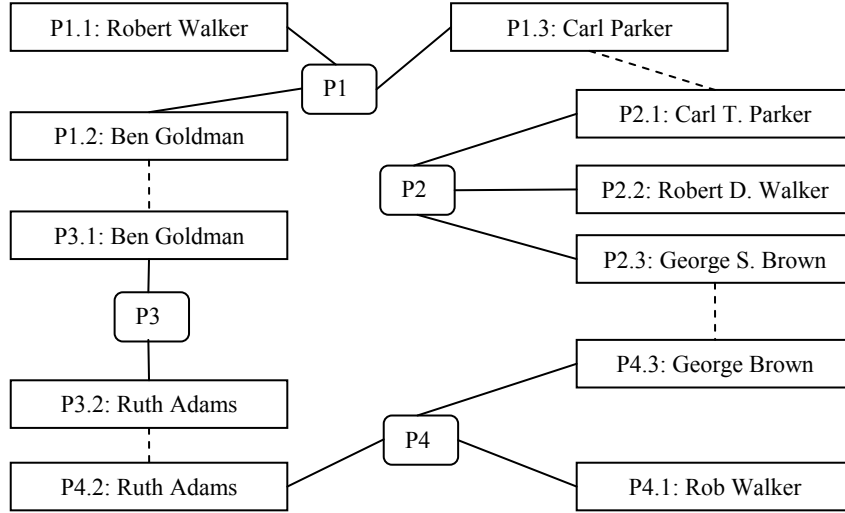 P1.1: Robert Walker
P1.3: Carl Parker
P1
P1.2: Ben Goldman
P2.1: Carl T. Parker
P2
P2.2: Robert D. Walker
P3.1: Ben Goldman
P2.3: George S. Brown
P3
P4.3: George Brown
P3.2: Ruth Adams
P4
P4.2: Ruth Adams
P4.1: Rob Walker